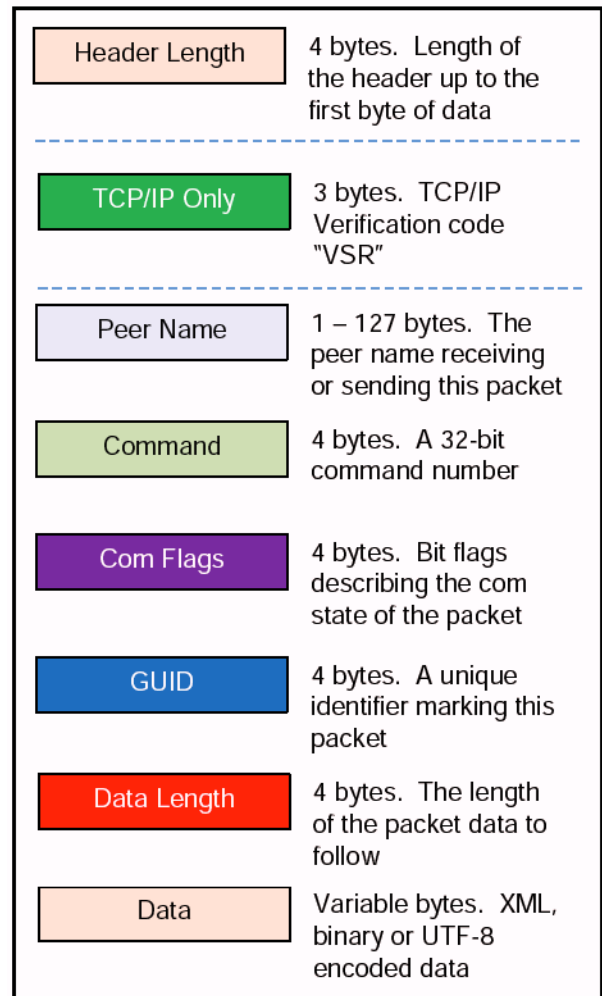 Header Length
4 bytes. Length of
the header up to the
first byte of data
TCP/IP Only
3 bytes. TCP/IP
Verification code
“VSR”
Peer Name
1 – 127 bytes. The
peer name receiving
or sending this packet
Command
4 bytes. A 32-bit
command number
Com Flags
4 bytes. Bit flags
describing the com
state of the packet
GUID
4 bytes. A unique
identifier marking this
packet
Data Length
4 bytes. The length
of the packet data to
follow
Data
Variable bytes. XML,
binary or UTF-8
encoded data